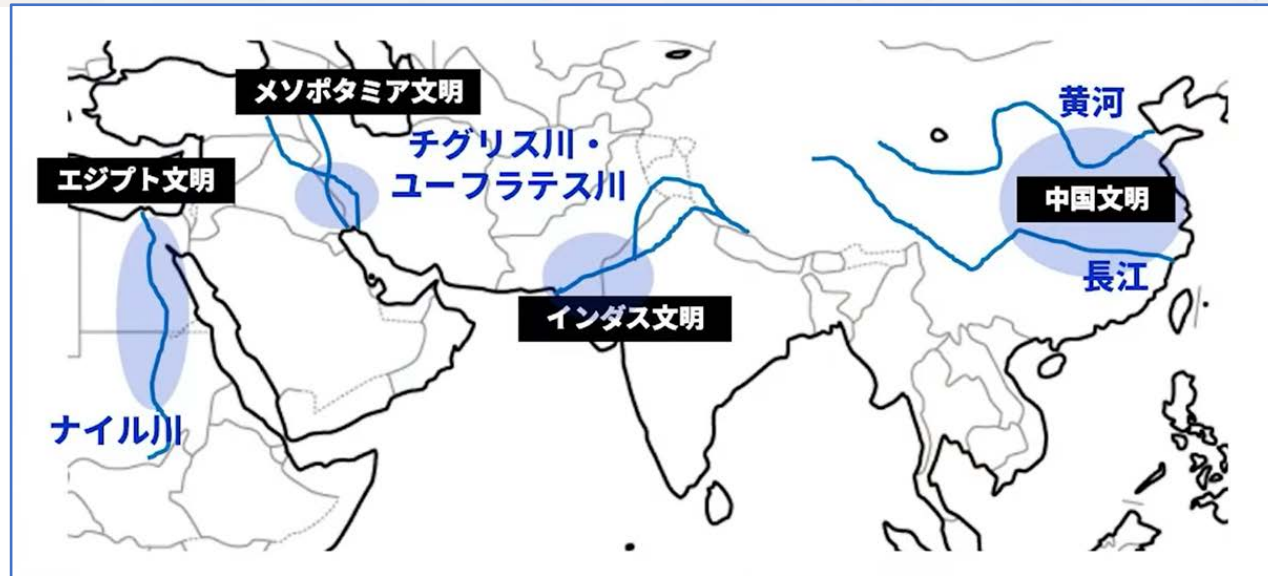 メソポタミア文明
黄河
チグリス川・
ユーフラテス川
エジプト文明
中国文明
長江
インダス文明
ナイル川